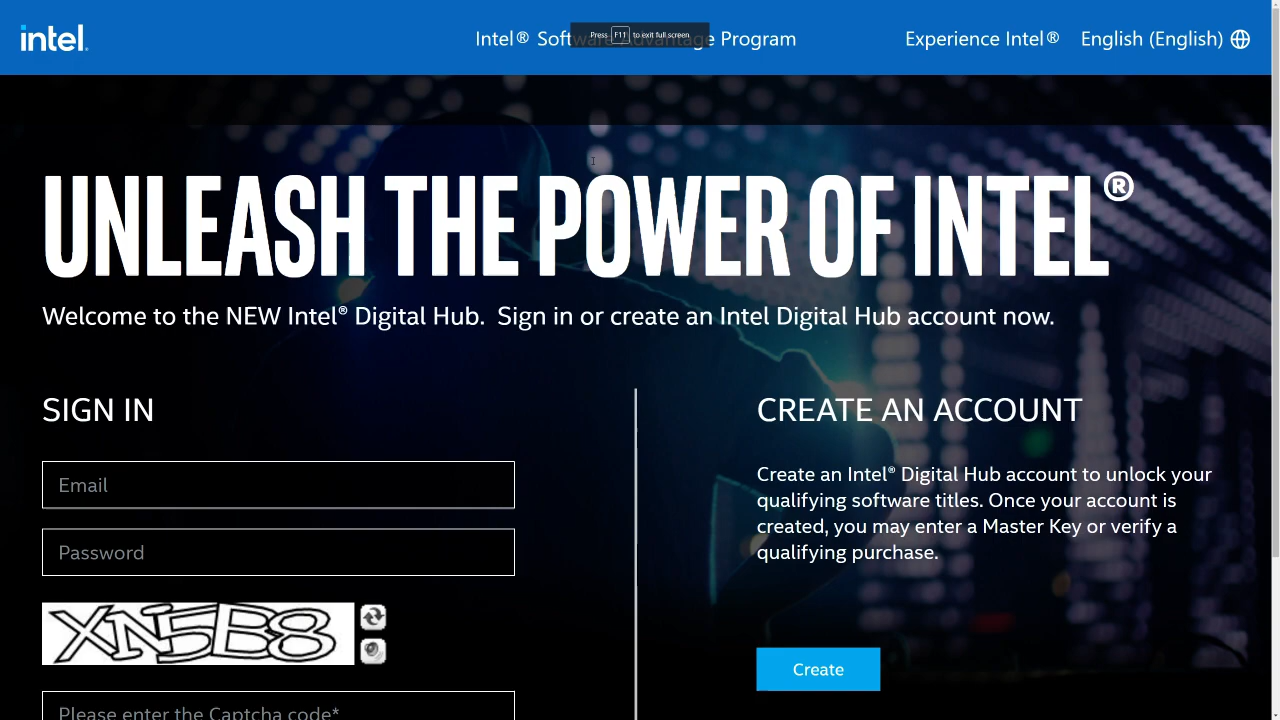 intel.
Intel® Software Advantage Program
Press F11 to exit full screen
Experience Intel®
English (English)
UNLEASH THE POWER OF INTEL®
Welcome to the NEW Intel® Digital Hub. Sign in or create an Intel Digital Hub account now.
SIGN IN
Email
Password
XN5B8
Please enter the Captcha code*
CREATE AN ACCOUNT
Create an Intel® Digital Hub account to unlock your
qualifying software titles. Once your account is
created, you may enter a Master Key or verify a
qualifying purchase.
Create